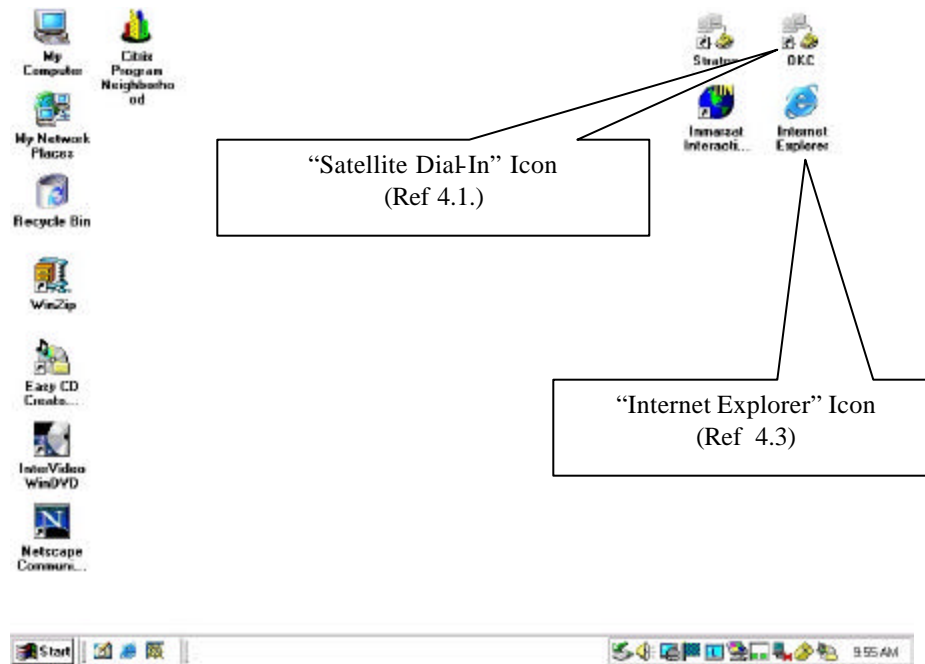 My
Computer
Citrix
Program
Neighborho
od
My Network
Places
Recycle Bin
WinZip
Easy CD
Create...
InterVideo
WinDVD
Netscape
Communi...
Stratos
OKC
Inmarsat
Interacti...
Internet
Explorer
“Satellite Dial-In” Icon
(Ref 4.1.)
“Internet Explorer” Icon
(Ref 4.3)
Start
9:55 AM